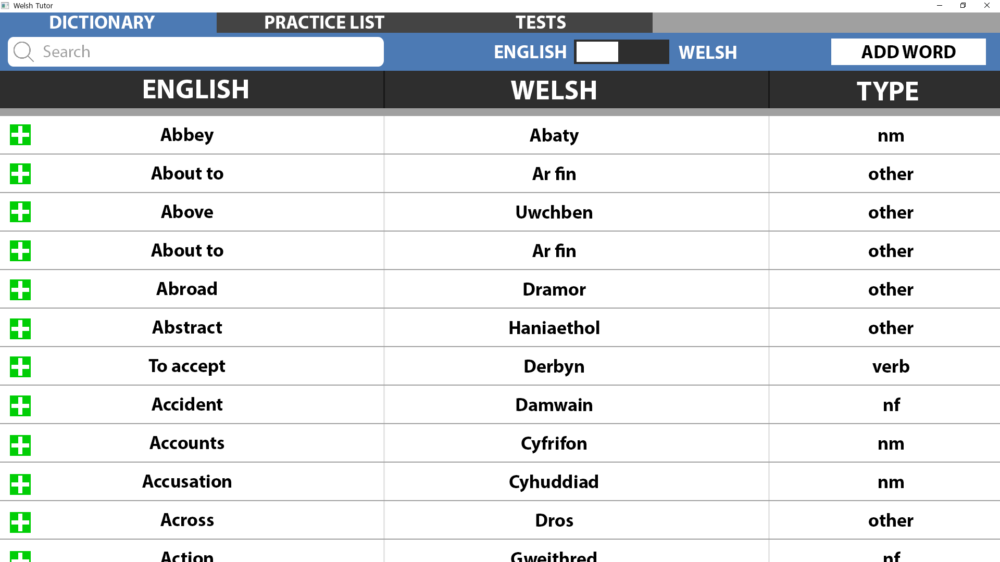 Welsh Tutor
DICTIONARY PRACTICE LIST TESTS
Search ENGLISH WELSH ADD WORD
ENGLISH WELSH TYPE
Abbey Abaty nm
About to Ar fin other
Above Uwchben other
About to Ar fin other
Abroad Dramor other
Abstract Haniaethol other
To accept Derbyn verb
Accident Damwain nf
Accounts Cyfrifon nm
Accusation Cyhuddiad nm
Across Dros other
Action Gweithred nf